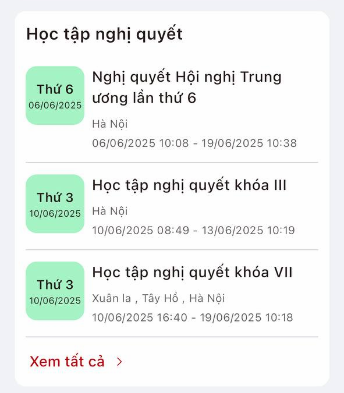 Học tập nghị quyết
Thứ 6
06/06/2025
Nghị quyết Hội nghị Trung
ương lần thứ 6
Hà Nội
06/06/2025 10:08 - 19/06/2025 10:38
Thứ 3
10/06/2025
Học tập nghị quyết khóa III
Hà Nội
10/06/2025 08:49 - 13/06/2025 10:19
Thứ 3
10/06/2025
Học tập nghị quyết khóa VII
Xuân la , Tây Hồ , Hà Nội
10/06/2025 16:40 - 19/06/2025 10:18
Xem tất cả